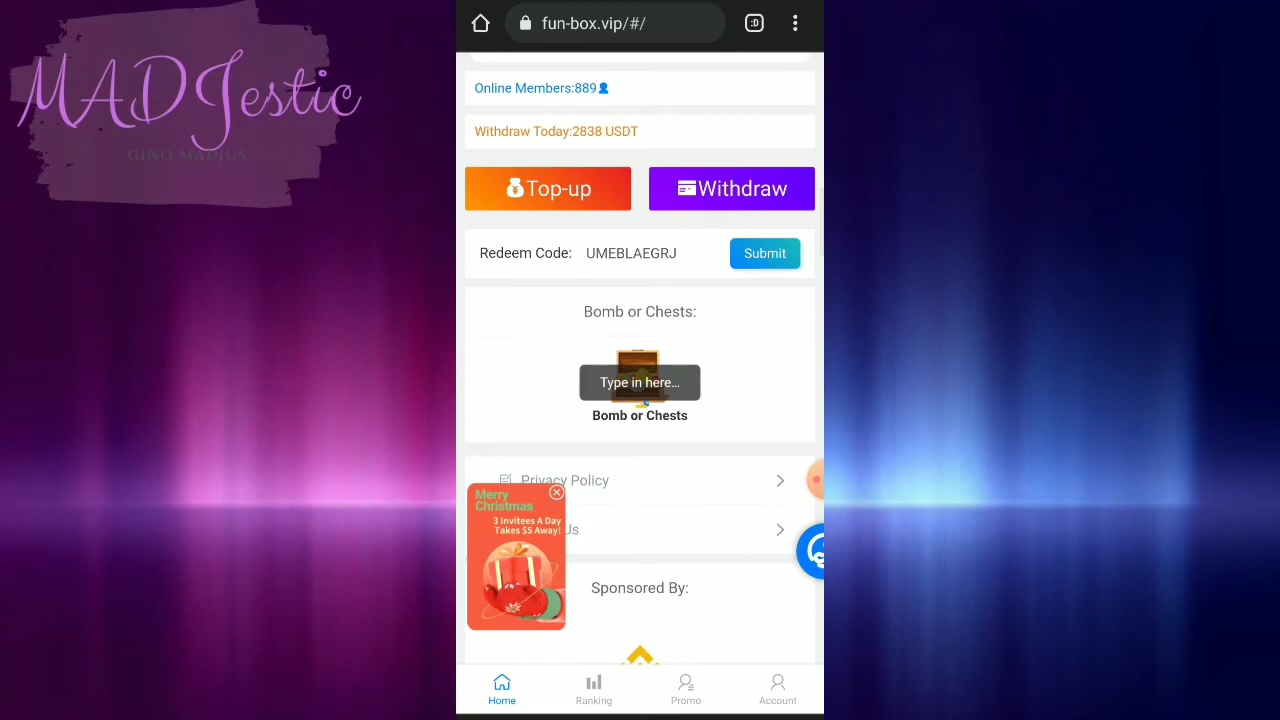 MADJestic
GINO MADJUS
fun-box.vip/#/
:D
Online Members:889
Withdraw Today:2838 USDT
Top-up
Withdraw
Redeem Code: UMEBLAEGRJ Submit
Bomb or Chests:
Type in here...
Bomb or Chests
Privacy Policy
Merry
Christmas
3 Invitees A Day
Takes $5 Away!
Us
Sponsored By:
Home
Ranking
Promo
Account